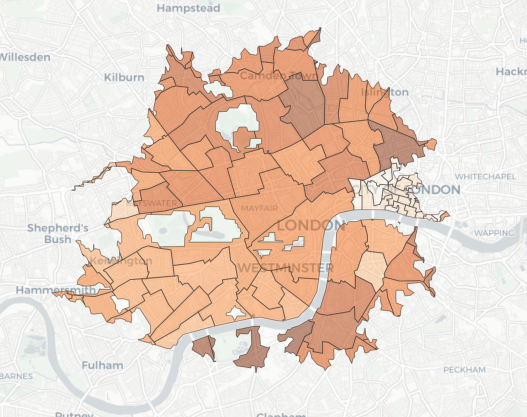 Hampstead
Willesden
Kilburn
Camden Town
Islington
Hackn
WHITECHAPEL
LONDON
MAYFAIR
Shepherd's
Bush
LONDON
WAPPING
Kensington
WESTMINSTER
Hammersmith
Fulham
BARNES
PECKHAM
Putney
Clapham